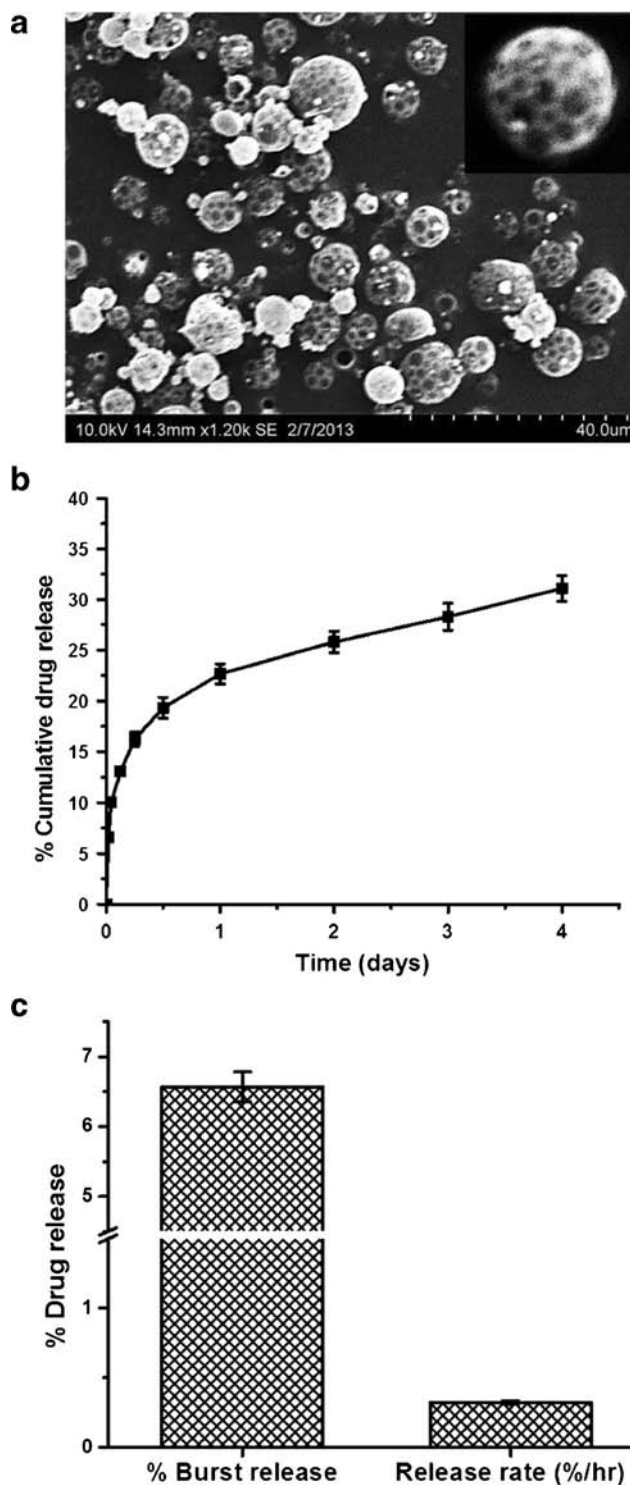 a
10.0kV 14.3mm x1.20k SE 2/7/2013 40.0um
b
40
35
30
25
20
15
10
5
0
% Cumulative drug release
0 1 2 3 4
Time (days)
c
7
6
5
1
0
% Drug release
% Burst release Release rate (%/hr)